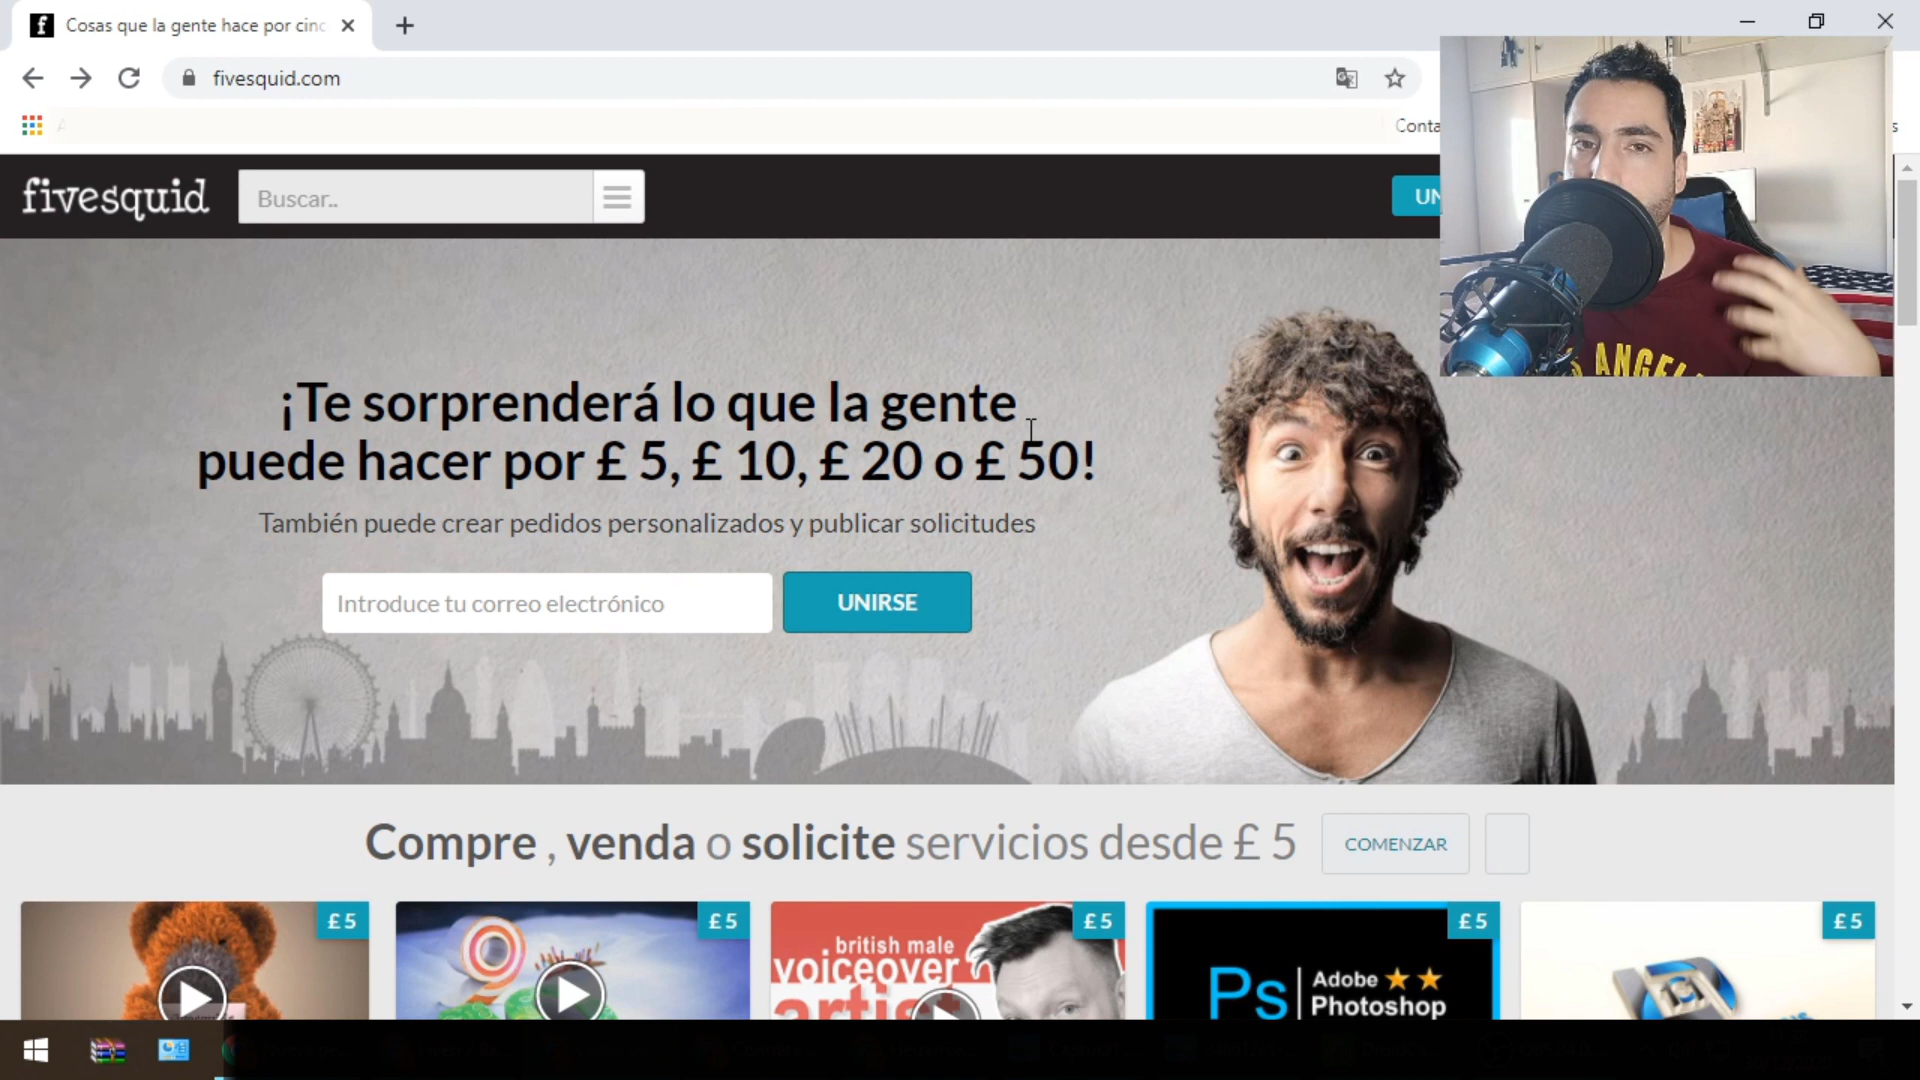 Cosas que la gente hace por cinc
fivesquid.com
Conta
fivesquid
Buscar..
UN
ANGEL
¡Te sorprenderá lo que la gente
puede hacer por £ 5, £ 10, £ 20 o £ 50!
También puede crear pedidos personalizados y publicar solicitudes
Introduce tu correo electrónico
UNIRSE
Compre , venda o solicite servicios desde £ 5
COMENZAR
£5
£5
£5
£5
£5
british male
voiceover
artist
Ps
Adobe
Photoshop